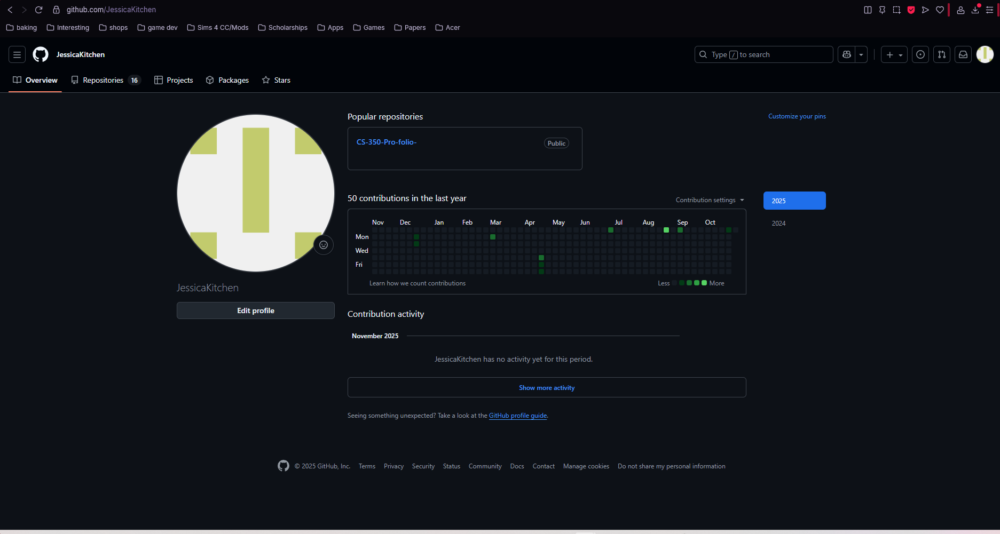 github.com/JessicaKitchen
baking Interesting shops game dev Sims 4 CC/Mods Scholarships Apps Games Papers Acer
JessicaKitchen
Type / to search
Overview Repositories 16 Projects Packages Stars
Popular repositories
Customize your pins
CS-350-Pro-folio-
Public
50 contributions in the last year
Contribution settings
2025
2024
Nov Dec Jan Feb Mar Apr May Jun Jul Aug Sep Oct
Mon
Wed
Fri
Learn how we count contributions
Less More
JessicaKitchen
Edit profile
Contribution activity
November 2025
JessicaKitchen has no activity yet for this period.
Show more activity
Seeing something unexpected? Take a look at the GitHub profile guide.
© 2025 GitHub, Inc. Terms Privacy Security Status Community Docs Contact Manage cookies Do not share my personal information